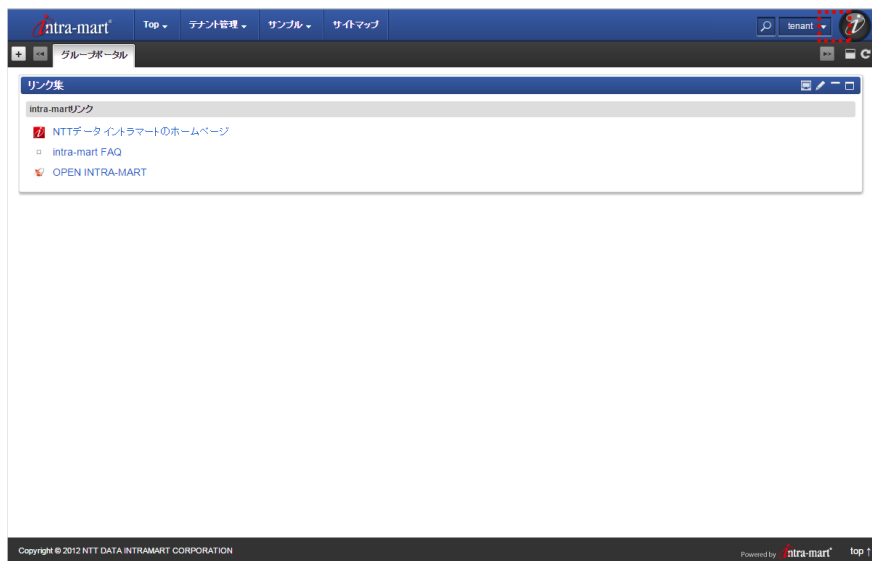 intra-mart Top テナント管理 サンプル サイトマップ tenant
グループポータル
リンク集
intra-martリンク
NTTデータ イントラマートのホームページ
intra-mart FAQ
OPEN INTRA-MART
Copyright © 2012 NTT DATA INTRAMART CORPORATION Powered by intra-mart top ↑